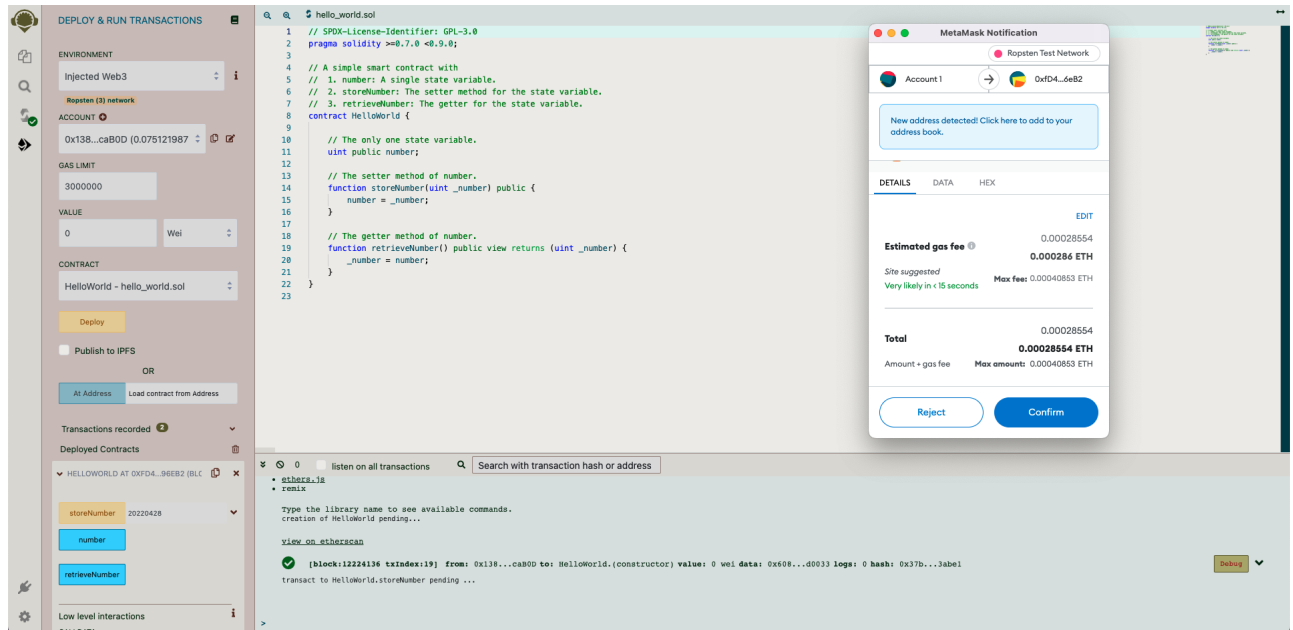 DEPLOY & RUN TRANSACTIONS
ENVIRONMENT
Injected Web3
i
Ropsten (3) network
ACCOUNT
0x138...caB0D (0.075121987
GAS LIMIT
3000000
VALUE
0
Wei
CONTRACT
HelloWorld - hello_world.sol
Deploy
Publish to IPFS
OR
At Address
Load contract from Address
Transactions recorded 2
Deployed Contracts
HELLOWORLD AT 0XFD4...96EB2 (BLC
storeNumber
20220428
number
retrieveNumber
Low level interactions
i
hello_world.sol
1 // SPDX-License-Identifier: GPL-3.0
2 pragma solidity >=0.7.0 <0.9.0;
3
4 // A simple smart contract with
5 // 1. number: A single state variable.
6 // 2. storeNumber: The setter method for the state variable.
7 // 3. retrieveNumber: The getter for the state variable.
8 contract HelloWorld {
9
10 // The only one state variable.
11 uint public number;
12
13 // The setter method of number.
14 function storeNumber(uint _number) public {
15 number = _number;
16 }
17
18 // The getter method of number.
19 function retrieveNumber() public view returns (uint _number) {
20 _number = number;
21 }
22 }
23
MetaMask Notification
Ropsten Test Network
Account 1
0xfD4...6eB2
New address detected! Click here to add to your
address book.
DETAILS
DATA
HEX
EDIT
Estimated gas fee
0.00028554
0.000286 ETH
Site suggested
Very likely in < 15 seconds
Max fee: 0.00040853 ETH
Total
0.00028554
0.00028554 ETH
Amount + gas fee
Max amount: 0.00040853 ETH
Reject
Confirm
0
listen on all transactions
Search with transaction hash or address
• ethers.js
• remix
Type the library name to see available commands.
creation of HelloWorld pending...
view on etherscan
[block:12224136 txIndex:19] from: 0x138...caB0D to: HelloWorld.(constructor) value: 0 wei data: 0x608...d0033 logs: 0 hash: 0x37b...3abe1
Debug
transact to HelloWorld.storeNumber pending ...
>